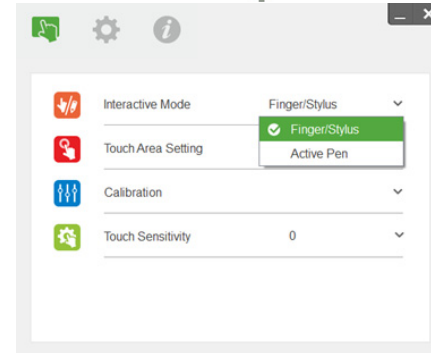 Interactive Mode Finger/Stylus
Finger/Stylus
Touch Area Setting
Active Pen
Calibration
Touch Sensitivity 0